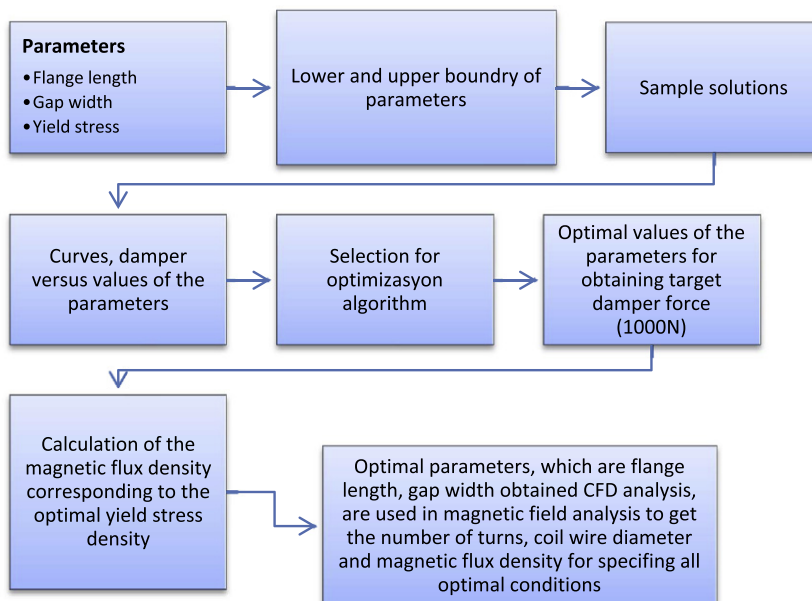 Parameters
•Flange length
•Gap width
•Yield stress
Lower and upper boundry of
parameters
Sample solutions
Curves, damper
versus values of the
parameters
Selection for
optimizasyon
algorithm
Optimal values of the
parameters for
obtaining target
damper force
(1000N)
Calculation of the
magnetic flux density
corresponding to the
optimal yield stress
density
Optimal parameters, which are flange
length, gap width obtained CFD analysis,
are used in magnetic field analysis to get
the number of turns, coil wire diameter
and magnetic flux density for specifing all
optimal conditions